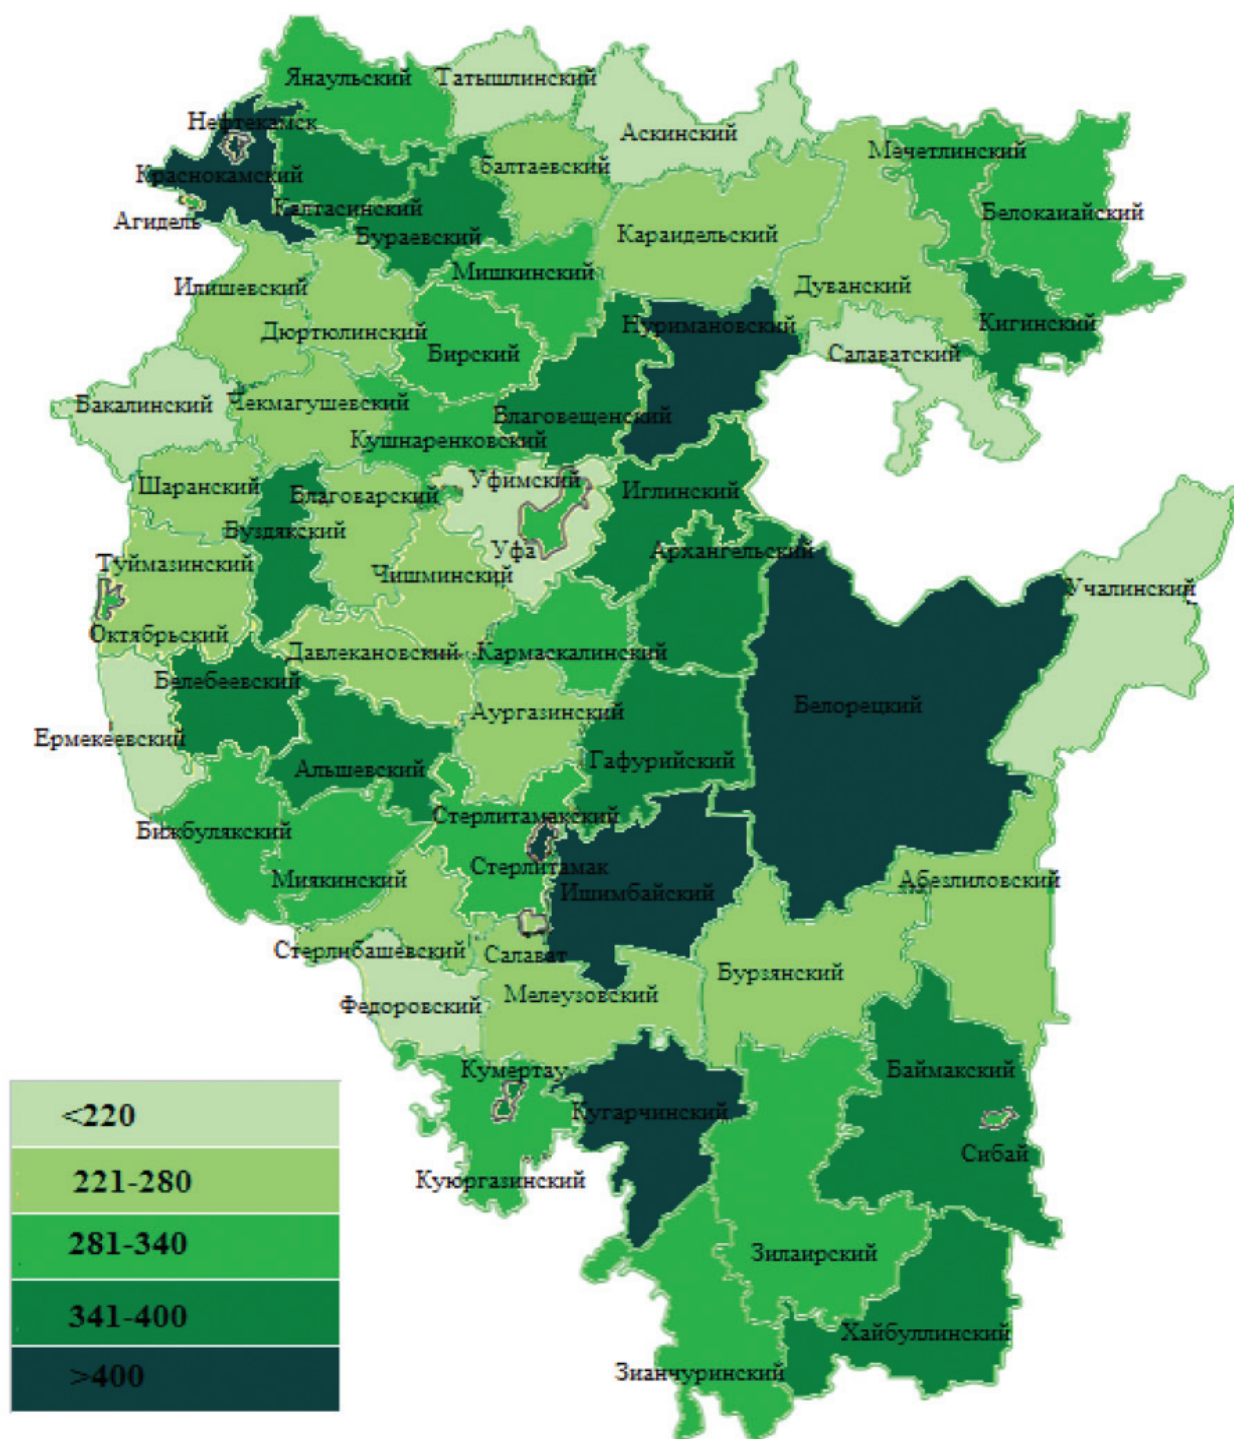 Янаульский
Татышлинский
Нефтекамск
Аскинский
Мечетлинский
Краснокамский
балтаевский
Калтасинский
Белокаиайский
Агидель
Бураевский
Караидельский
Мишкинский
Илишевский
Дуванский
Дюртюлинский
Нуримановский
Кигинский
Бирский
Салаватский
Бакалинский
Чекмагушевский
Благовещенский
Кушнаренковский
Шаранский
Благоварский
Уфимский
Иглинский
Буздякский
Уфа
Архангельский
Туймазинский
Чишминский
Учалинский
Октябрьский
Давлекановский
Кармаскалинский
Белебеевский
Белорецкий
Ермекеевский
Аургазинский
Альшевский
Гафурийский
Бижбулякский
Стерлитамакский
Стерлитамак
Миякинский
Ишимбайский
Абезлиловский
Стерлибашевский
Салават
Бурзянский
Федоровский
Мелеузовский
Кумертау
Баймакский
<220
Кугарчинский
Сибай
221-280
Куюргазинский
281-340
Зилаирский
341-400
Хайбуллинский
>400
Зианчуринский